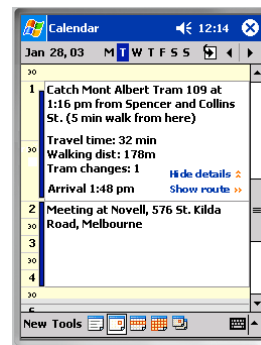 Calendar 12:14
Jan 28, 03 M T W T F S S
30
1 Catch Mont Albert Tram 109 at
1:16 pm from Spencer and Collins
St. (5 min walk from here)
Travel time: 32 min
30 Walking dist: 178m
Tram changes: 1
Hide details
Arrival 1:48 pm Show route »
2 Meeting at Novell, 576 St. Kilda
30 Road, Melbourne
3
30
4
30
New Tools